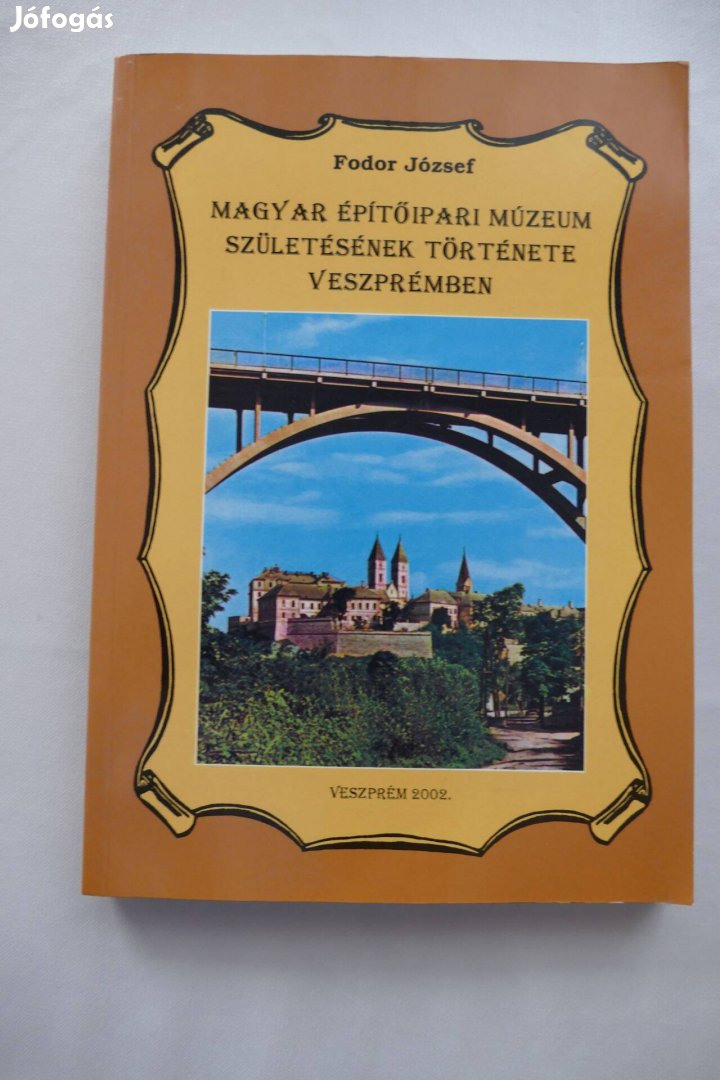 Jófogás
Fodor József
MAGYAR ÉPÍTŐIPARI MÚZEUM
SZÜLETÉSÉNEK TÖRTÉNETE
VESZPRÉMBEN
VESZPRÉM 2002.